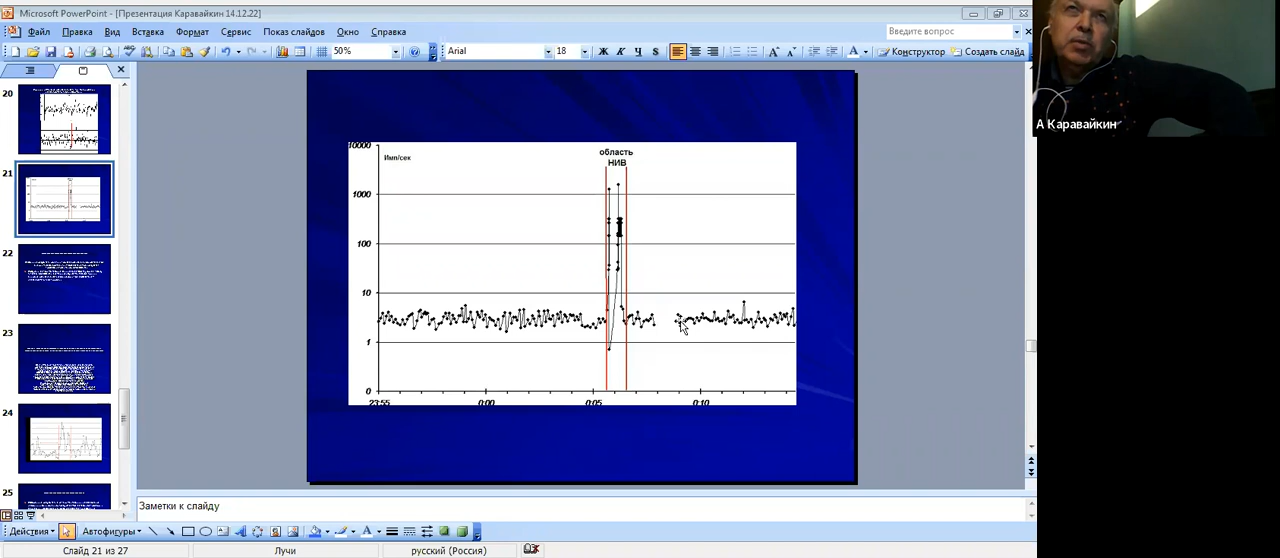 Microsoft PowerPoint - [Презентация Каравайкин 14.12.22]
Файл Правка Вид Вставка Формат Сервис Показ слайдов Окно Справка
Введите вопрос
50%
Arial
18
Ж К Ч S
Конструктор
Создать слайд
20
21
22
23
24
25
Имп/сек
область
НИВ
10000
1000
100
10
1
0
23:55 0:00 0:05 0:10
А Каравайкин
Заметки к слайду
Действия
Автофигуры
Слайд 21 из 27
Лучи
русский (Россия)